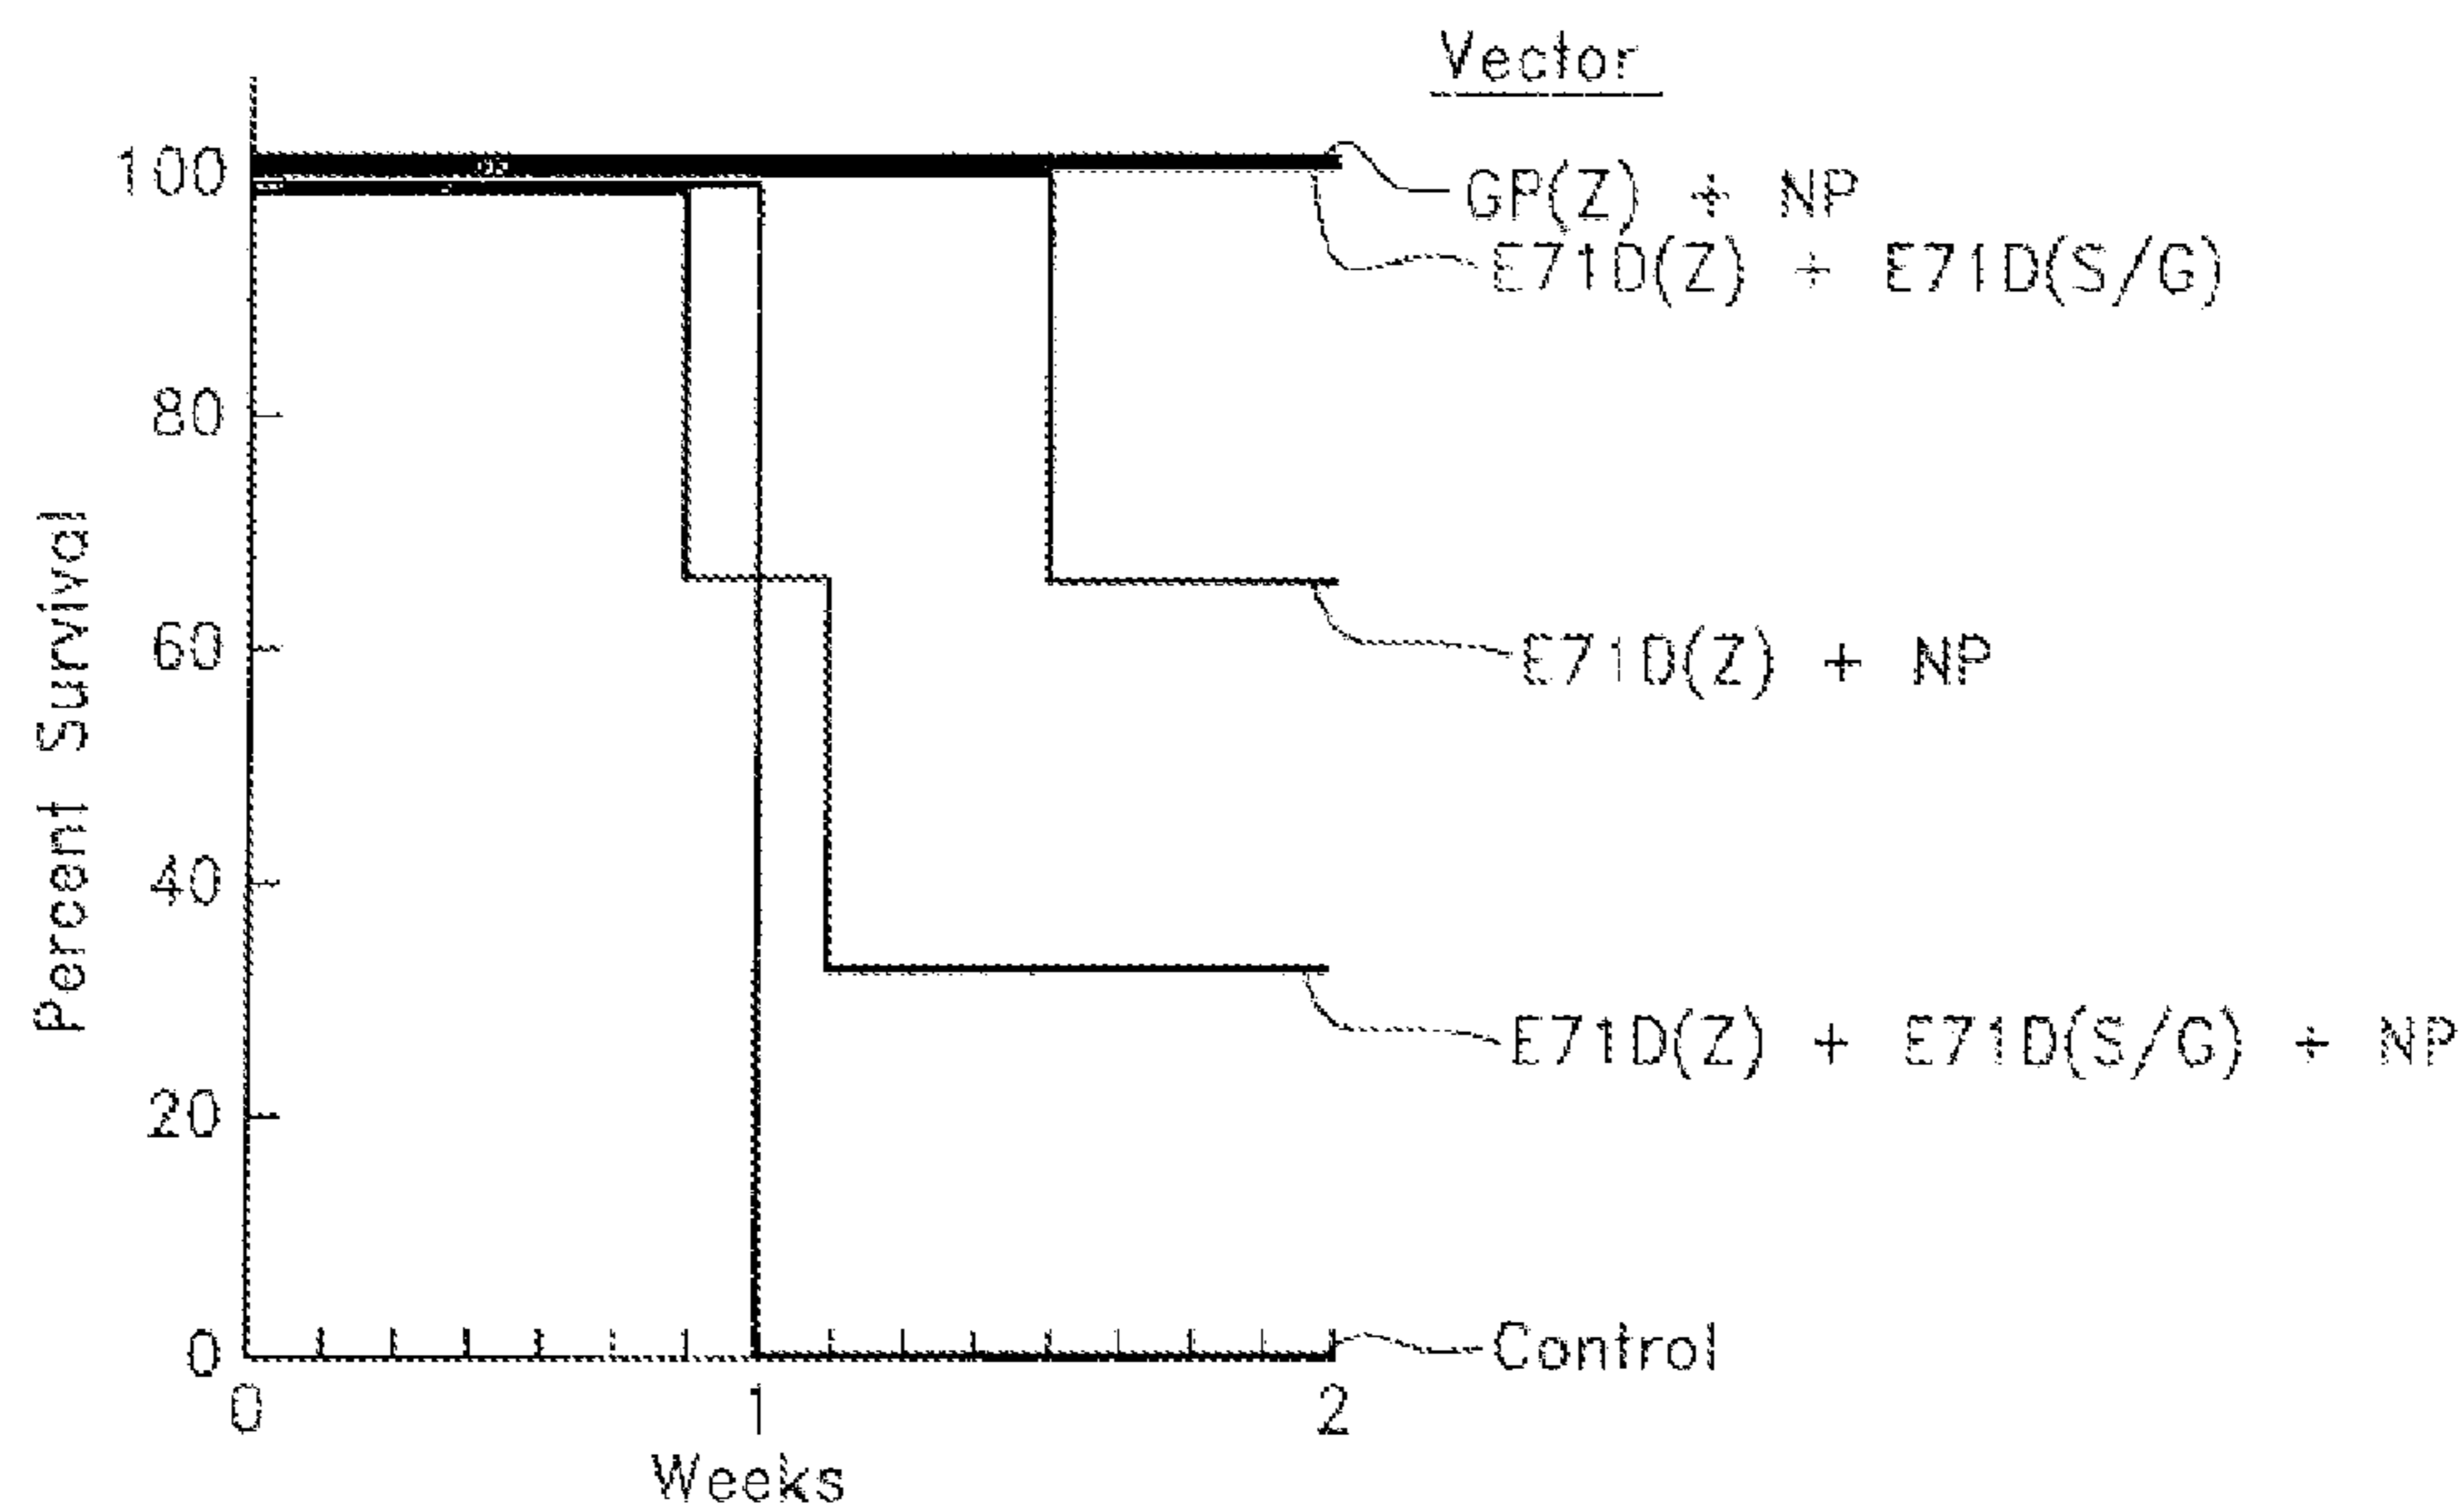 Vector
100
GP(Z) + NP
E71D(Z) + E71D(S/G)
80
Percent Survival
60
E71D(Z) + NP
40
E71D(Z) + E71D(S/G) + NP
20
0
Control
0 1 2
Weeks